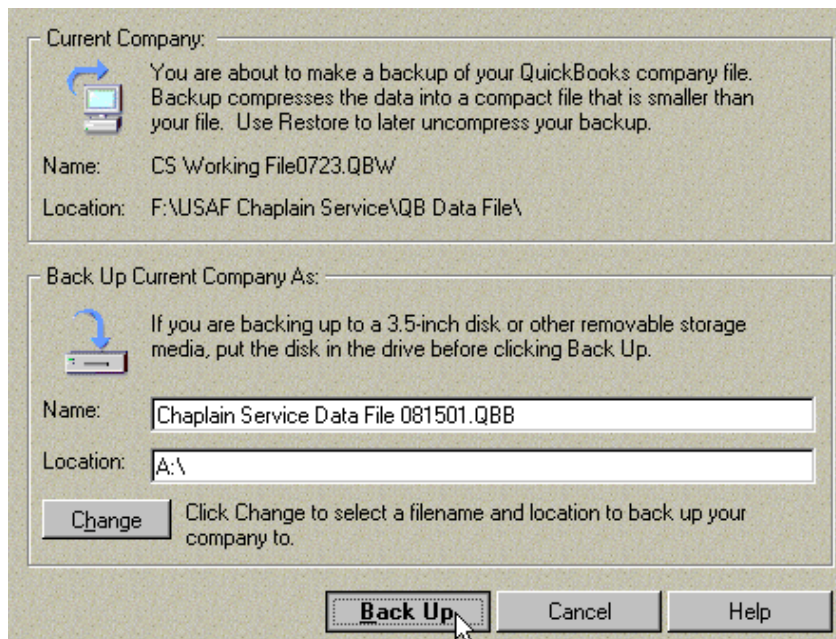 Current Company:
You are about to make a backup of your QuickBooks company file.
Backup compresses the data into a compact file that is smaller than
your file.  Use Restore to later uncompress your backup.
Name: CS Working File0723.QBW
Location: F:\USAF Chaplain Service\QB Data File\
Back Up Current Company As:
If you are backing up to a 3.5-inch disk or other removable storage
media, put the disk in the drive before clicking Back Up.
Name: Chaplain Service Data File 081501.QBB
Location: A:\
Change Click Change to select a filename and location to back up your
company to.
Back Up Cancel Help